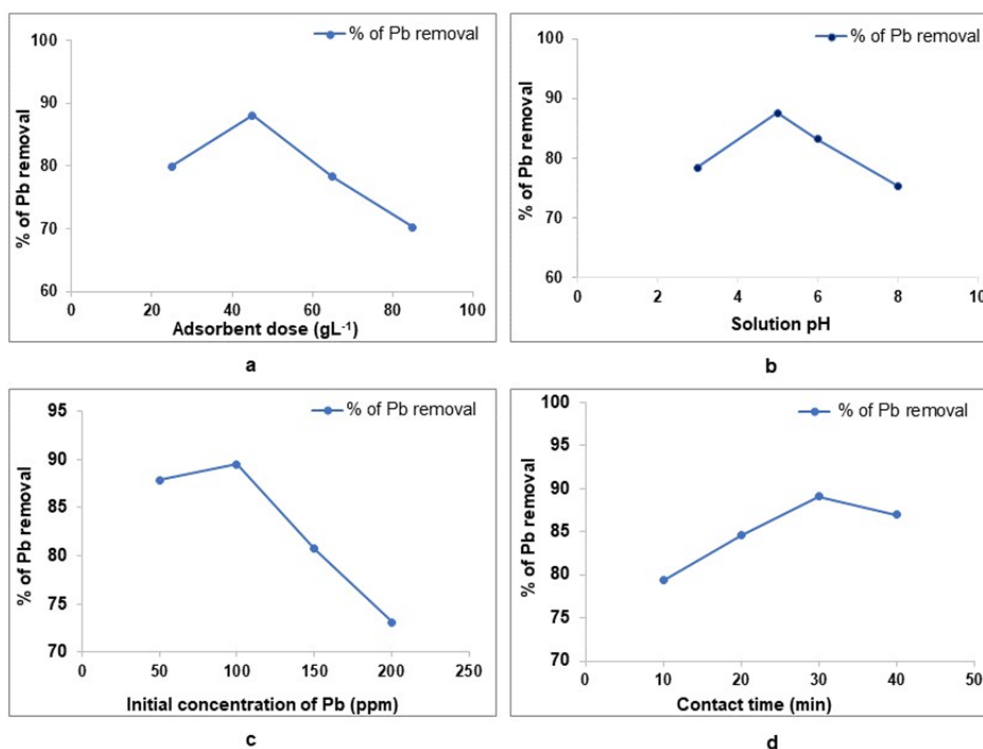 % of Pb removal
100
90
80
70
60
0 20 40 60 80 100
Adsorbent dose (gL⁻¹)
% of Pb removal
a
% of Pb removal
100
90
80
70
60
0 2 4 6 8 10
Solution pH
% of Pb removal
b
% of Pb removal
95
90
85
80
75
70
0 50 100 150 200 250
Initial concentration of Pb (ppm)
% of Pb removal
c
% of Pb removal
100
95
90
85
80
75
70
0 10 20 30 40 50
Contact time (min)
% of Pb removal
d